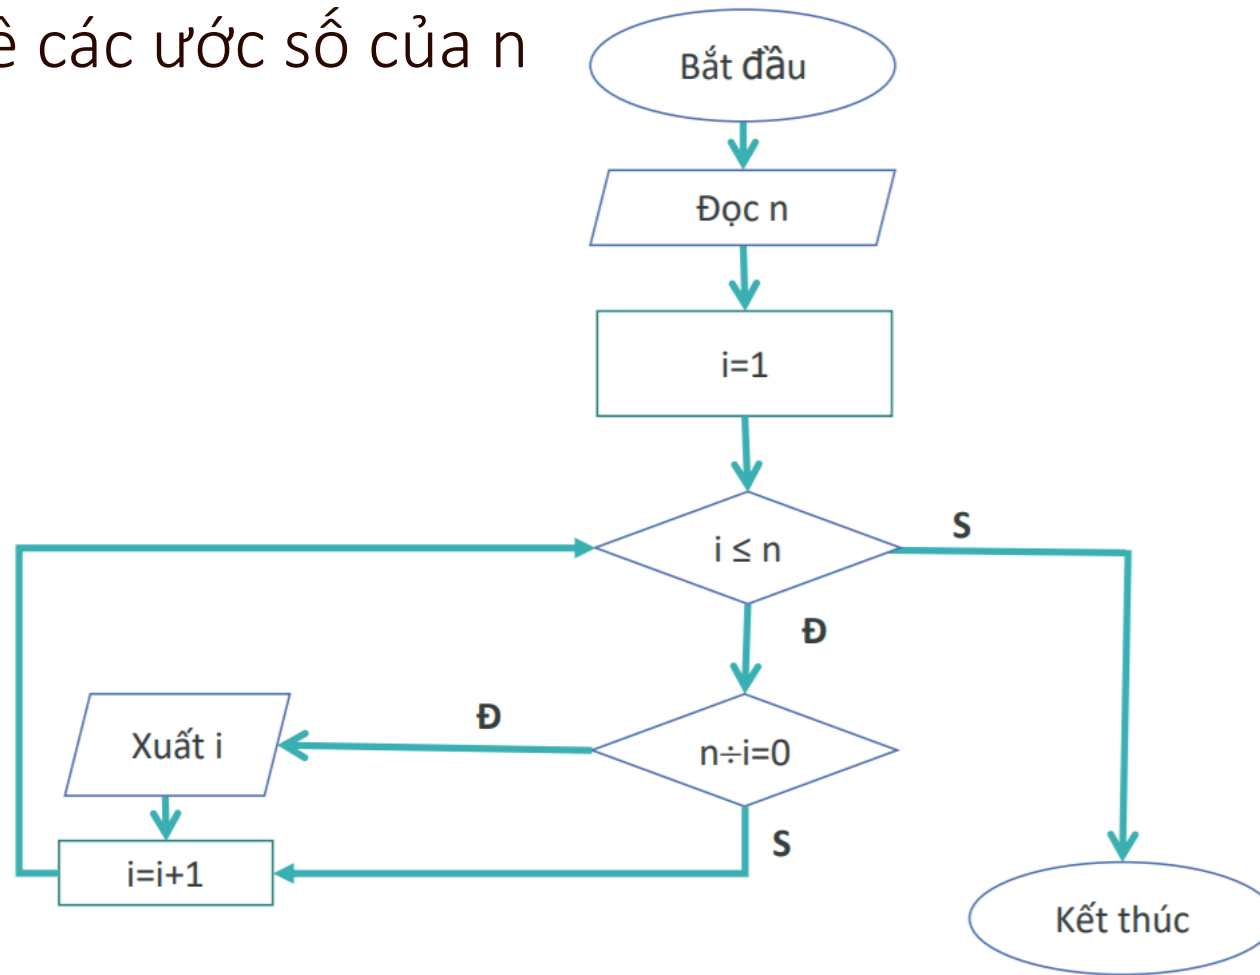 các ước số của n
Bắt đầu
Đọc n
i=1
i ≤ n
S
Đ
n÷i=0
Đ
Xuất i
S
i=i+1
Kết thúc